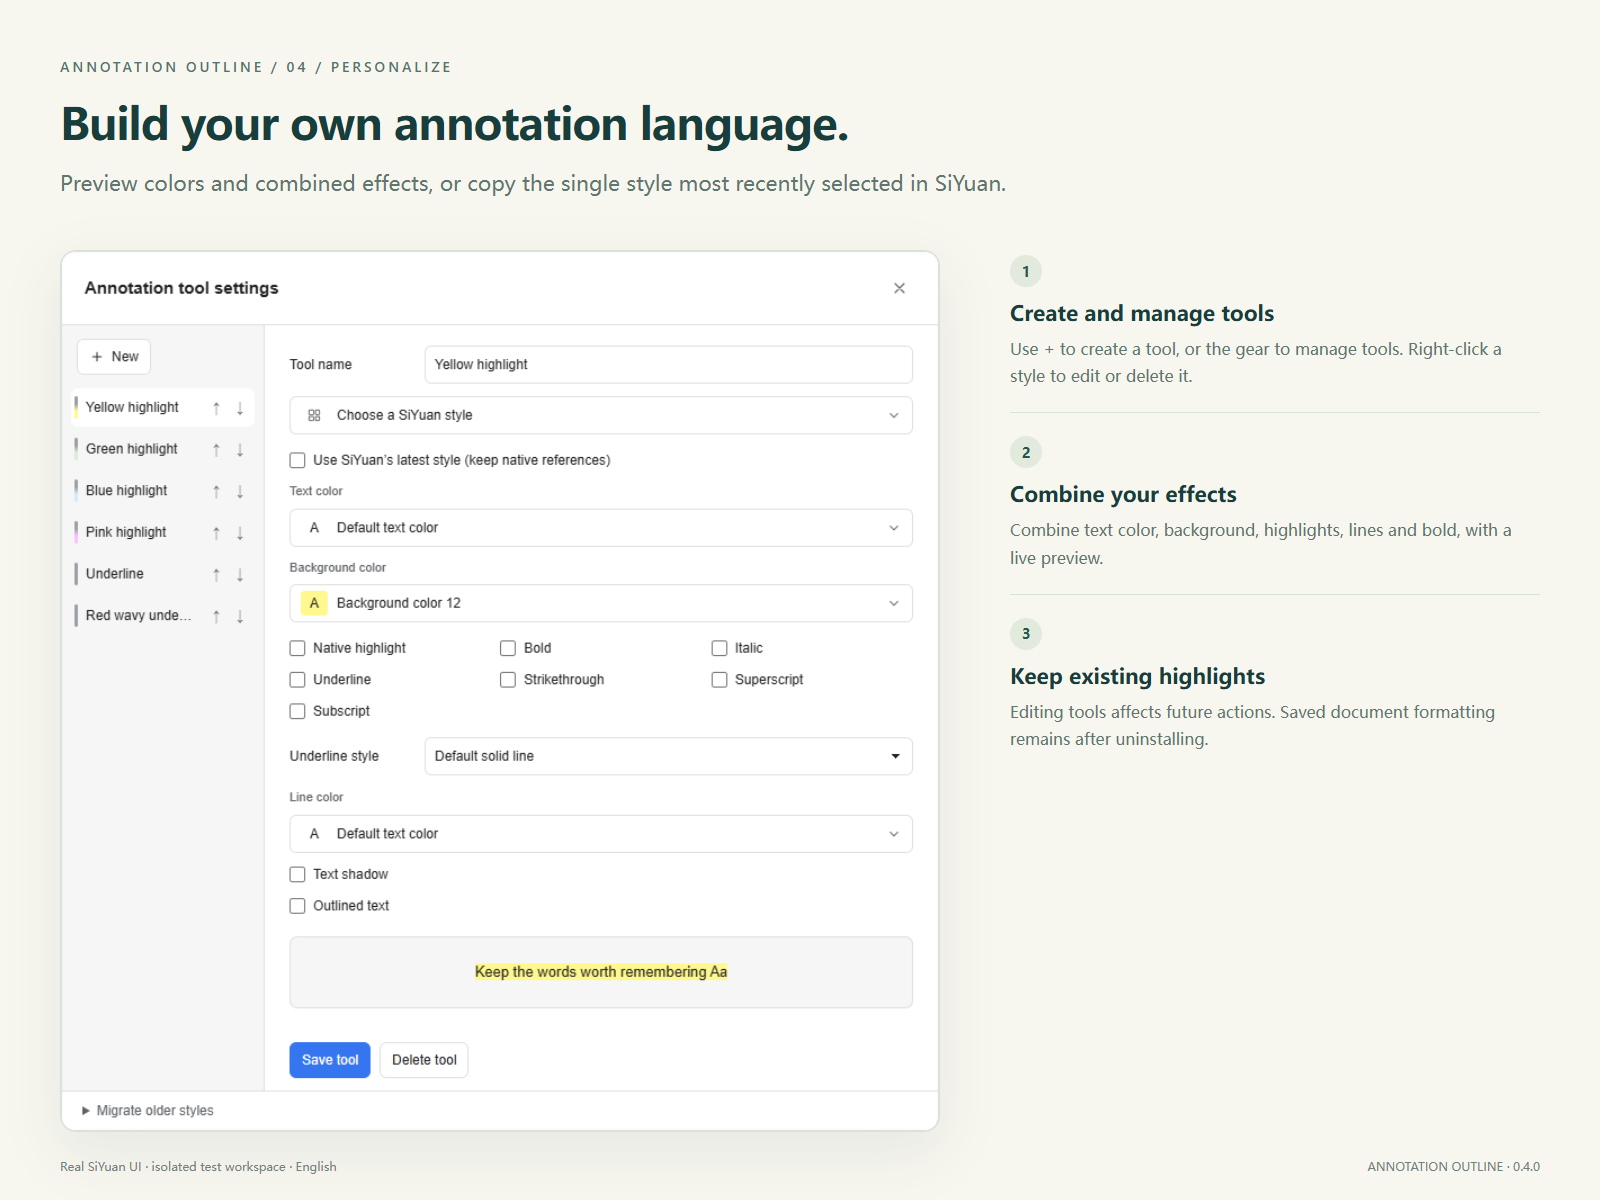 ANNOTATION OUTLINE / 04 / PERSONALIZE
Build your own annotation language.
Preview colors and combined effects, or copy the single style most recently selected in SiYuan.
Annotation tool settings
+ New
Yellow highlight ↑ ↓
Green highlight ↑ ↓
Blue highlight ↑ ↓
Pink highlight ↑ ↓
Underline ↑ ↓
Red wavy unde... ↑ ↓
Tool name
Yellow highlight
Choose a SiYuan style
Use SiYuan's latest style (keep native references)
Text color
A Default text color
Background color
A Background color 12
Native highlight
Bold
Italic
Underline
Strikethrough
Superscript
Subscript
Underline style
Default solid line
Line color
A Default text color
Text shadow
Outlined text
Keep the words worth remembering Aa
Save tool
Delete tool
Migrate older styles
1
Create and manage tools
Use + to create a tool, or the gear to manage tools. Right-click a
style to edit or delete it.
2
Combine your effects
Combine text color, background, highlights, lines and bold, with a
live preview.
3
Keep existing highlights
Editing tools affects future actions. Saved document formatting
remains after uninstalling.
Real SiYuan UI · isolated test workspace · English
ANNOTATION OUTLINE · 0.4.0